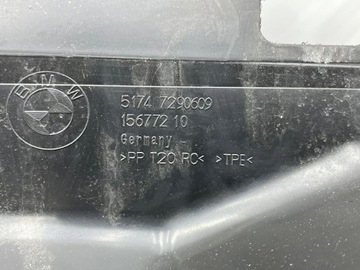 BMW
5174 7290609
156772 10
Germany
>PP T20 RC< >TPE<